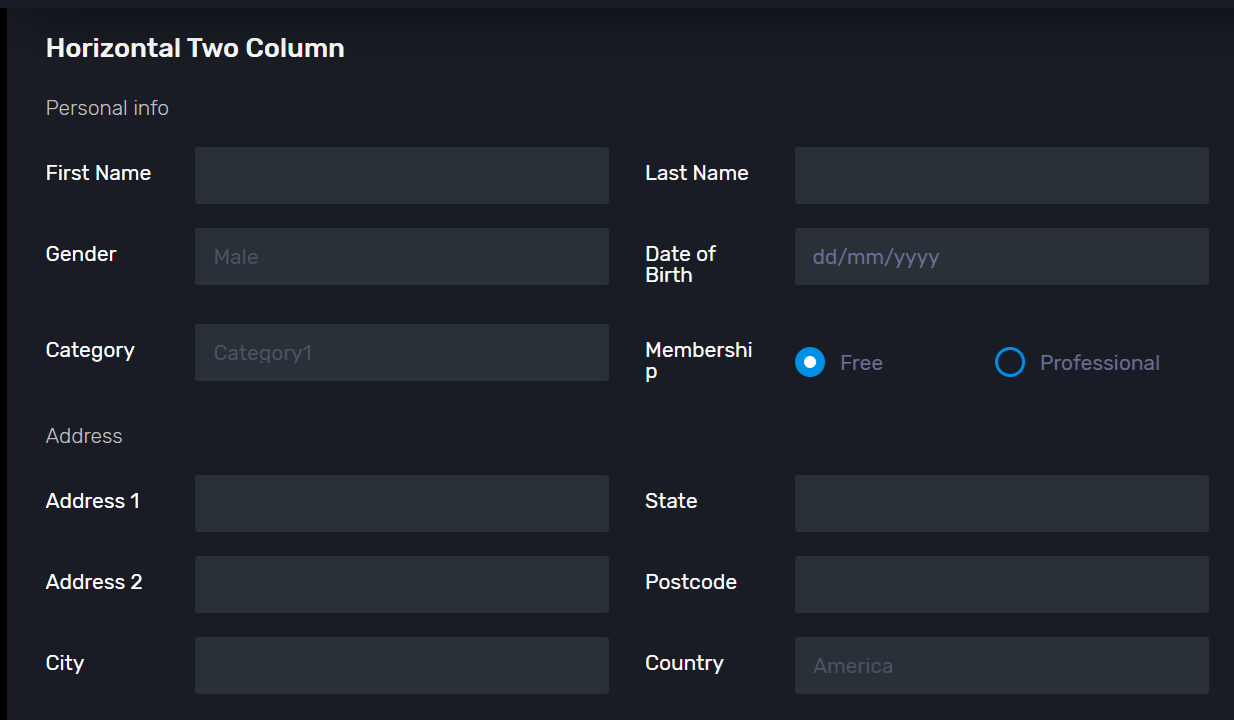 Horizontal Two Column
Personal info
First Name
Last Name
Gender
Male
Date of
Birth
dd/mm/yyyy
Category
Category1
Membershi
p
Free
Professional
Address
Address 1
State
Address 2
Postcode
City
Country
America